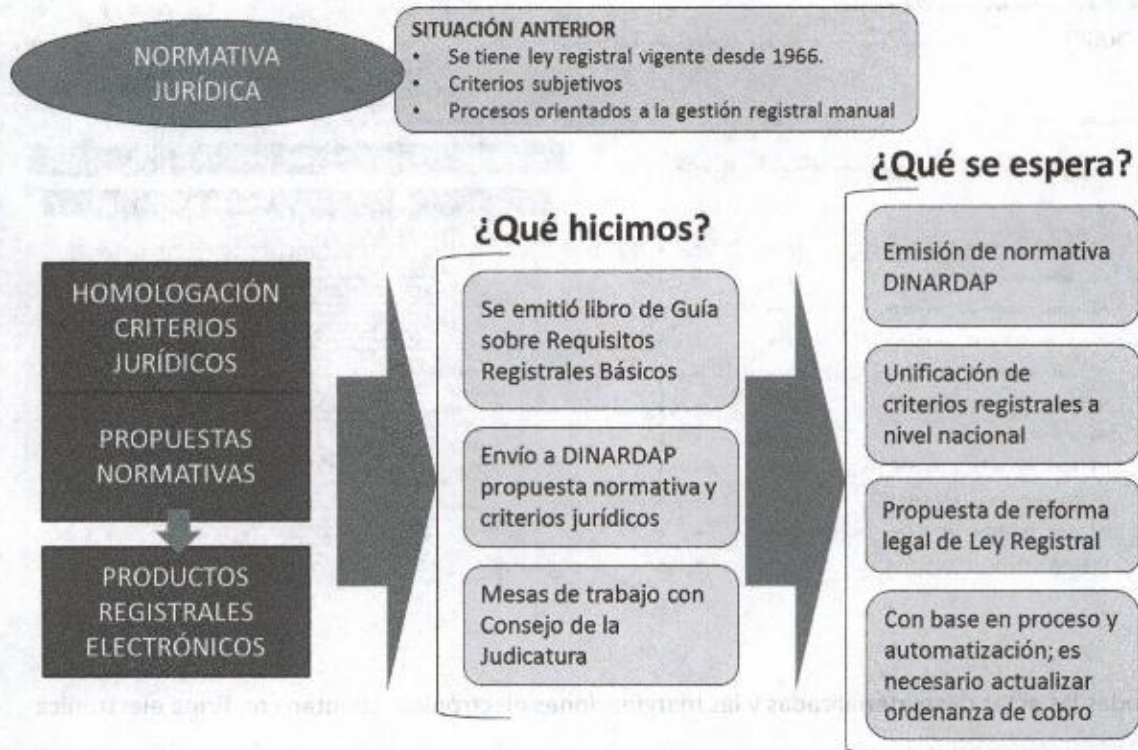 NORMATIVA
JURÍDICA
SITUACIÓN ANTERIOR
• Se tiene ley registral vigente desde 1966.
• Criterios subjetivos
• Procesos orientados a la gestión registral manual
HOMOLOGACIÓN
CRITERIOS
JURÍDICOS
PROPUESTAS
NORMATIVAS
PRODUCTOS
REGISTRALES
ELECTRÓNICOS
¿Qué hicimos?
Se emitió libro de Guía
sobre Requisitos
Registrales Básicos
Envío a DINARDAP
propuesta normativa y
criterios jurídicos
Mesas de trabajo con
Consejo de la
Judicatura
¿Qué se espera?
Emisión de normativa
DINARDAP
Unificación de
criterios registrales a
nivel nacional
Propuesta de reforma
legal de Ley Registral
Con base en proceso y
automatización; es
necesario actualizar
ordenanza de cobro